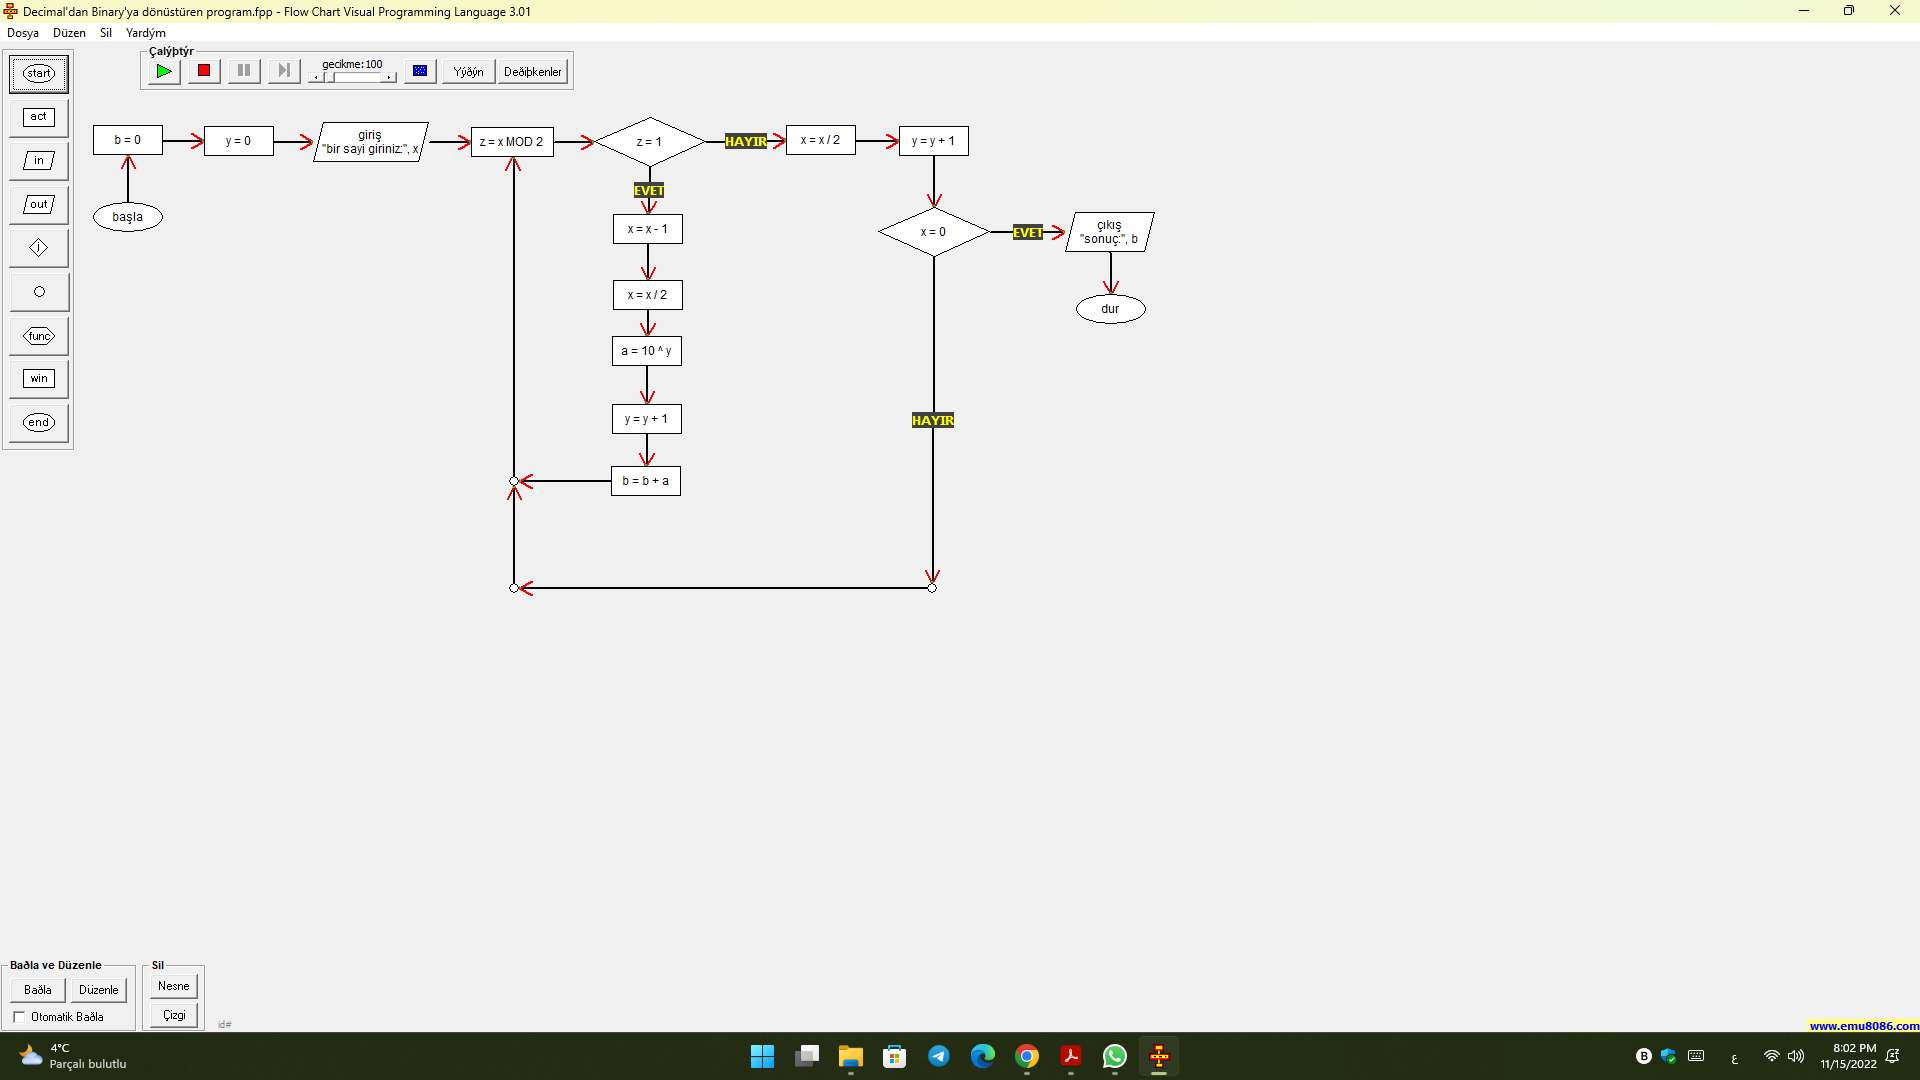 Decimal'dan Binary'ya dönüstüren program.fpp - Flow Chart Visual Programming Language 3.01
Dosya Düzen Sil Yardým
Çalýþtýr
gecikme:100
Yýðýn
Deðiþkenler
start
act
in
out
j
func
win
end
b = 0
y = 0
giriş
"bir sayi giriniz:", x
z = x MOD 2
z = 1
HAYIR
x = x / 2
y = y + 1
başla
EVET
x = x - 1
x = x / 2
a = 10 ^ y
y = y + 1
b = b + a
x = 0
EVET
çıkış
"sonuç:", b
dur
HAYIR
Baðla ve Düzenle
Baðla
Düzenle
Otomatik Baðla
Sil
Nesne
Çizgi
id#
www.emu8086.com
4°C
Parçalı bulutlu
B
ع
8:02 PM
11/15/2022